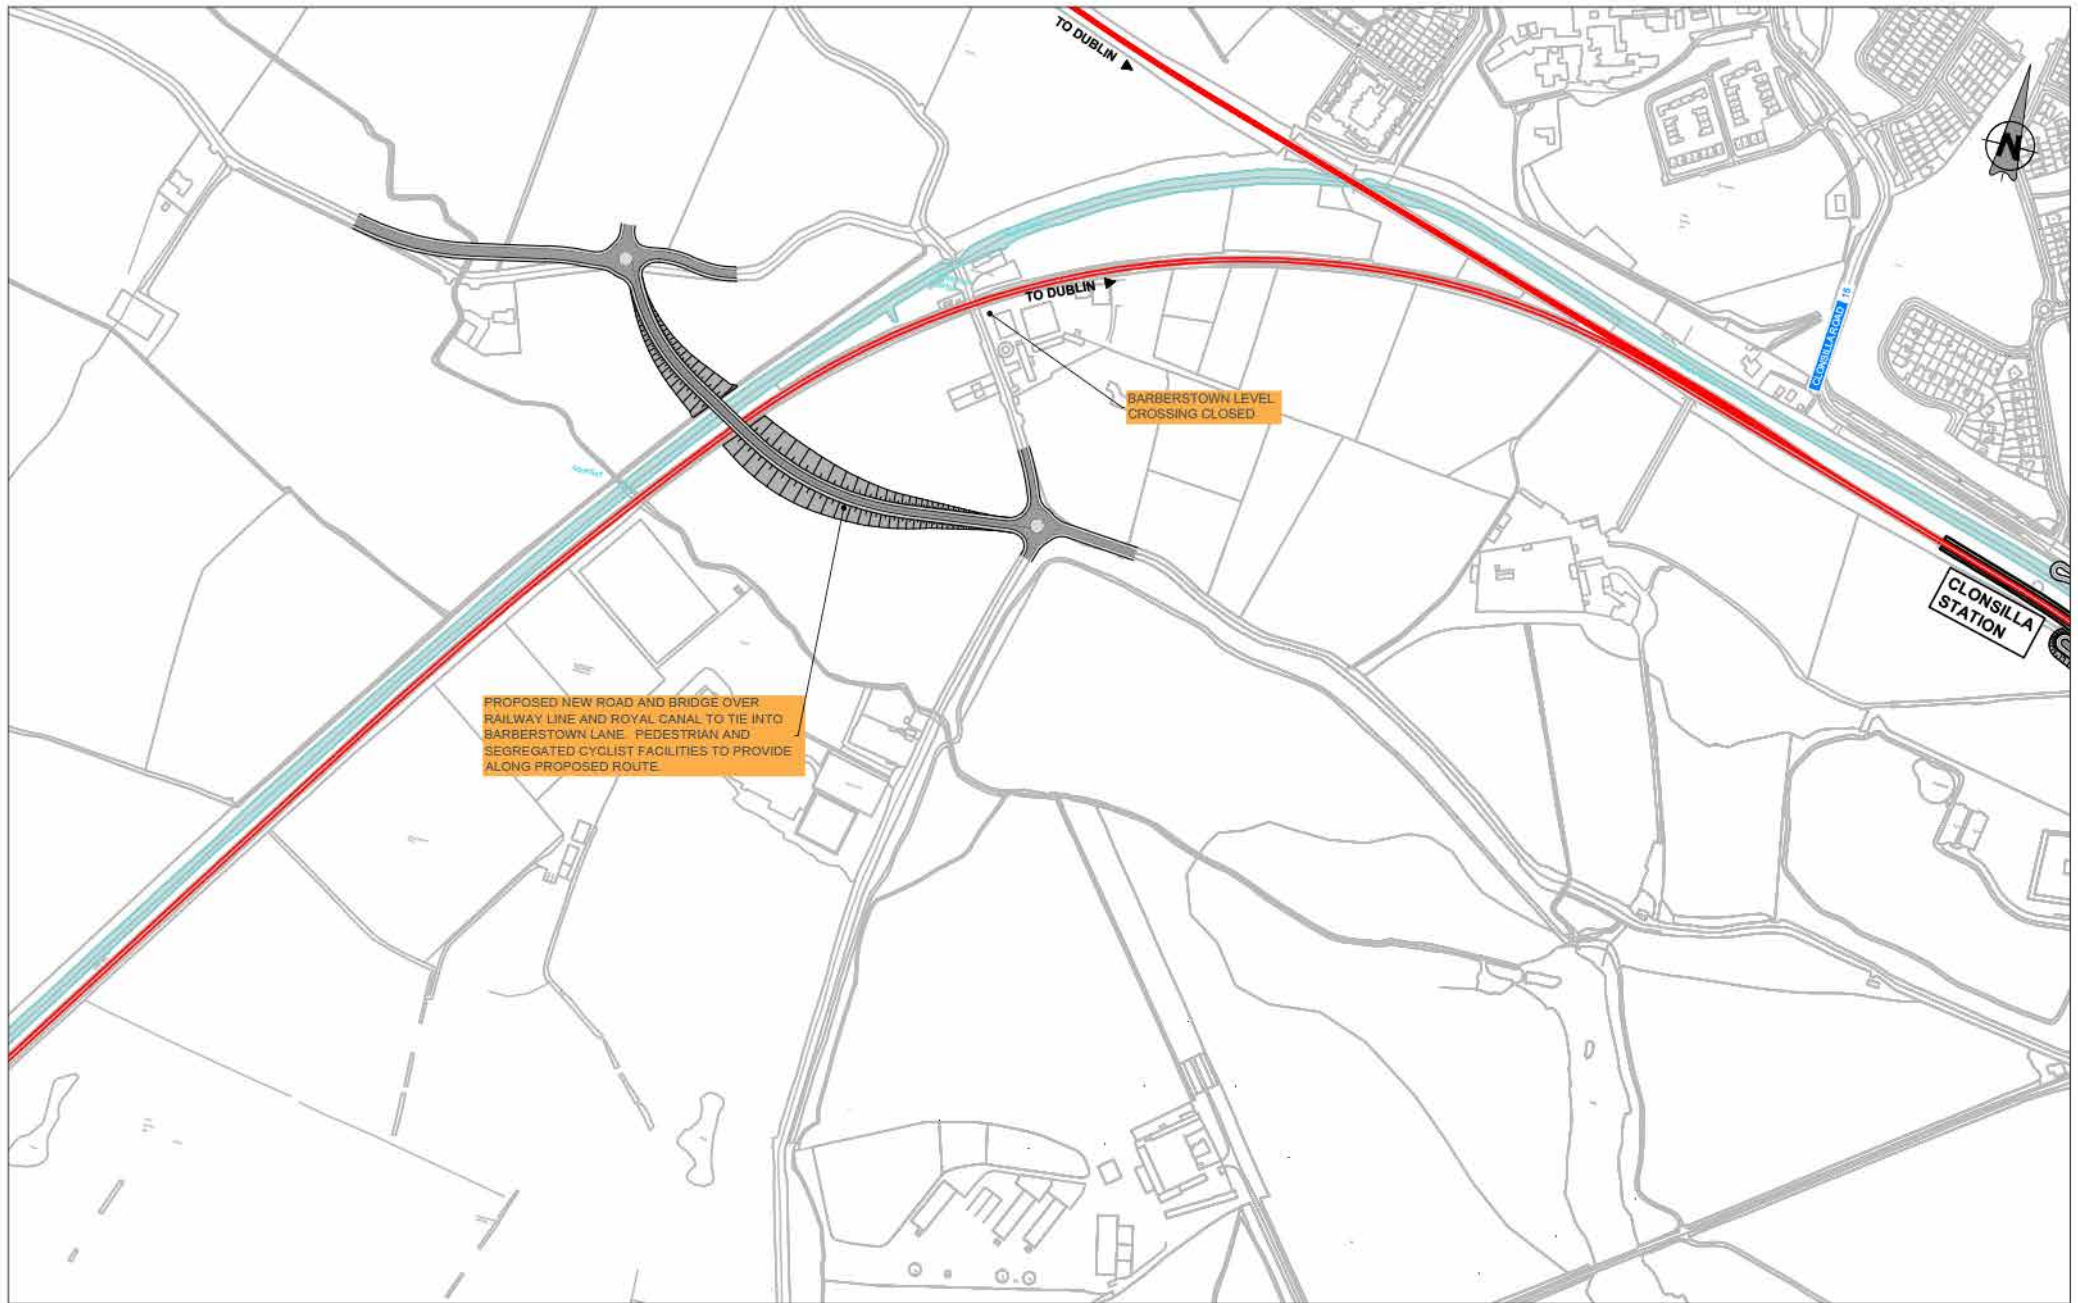 TO DUBLIN
N
TO DUBLIN
CLONSILLA ROAD 15
BARBERSTOWN LEVEL
CROSSING CLOSED
CLONSILLA
STATION
PROPOSED NEW ROAD AND BRIDGE OVER
RAILWAY LINE AND ROYAL CANAL TO TIE INTO
BARBERSTOWN LANE. PEDESTRIAN AND
SEGREGATED CYCLIST FACILITIES TO PROVIDE
ALONG PROPOSED ROUTE.